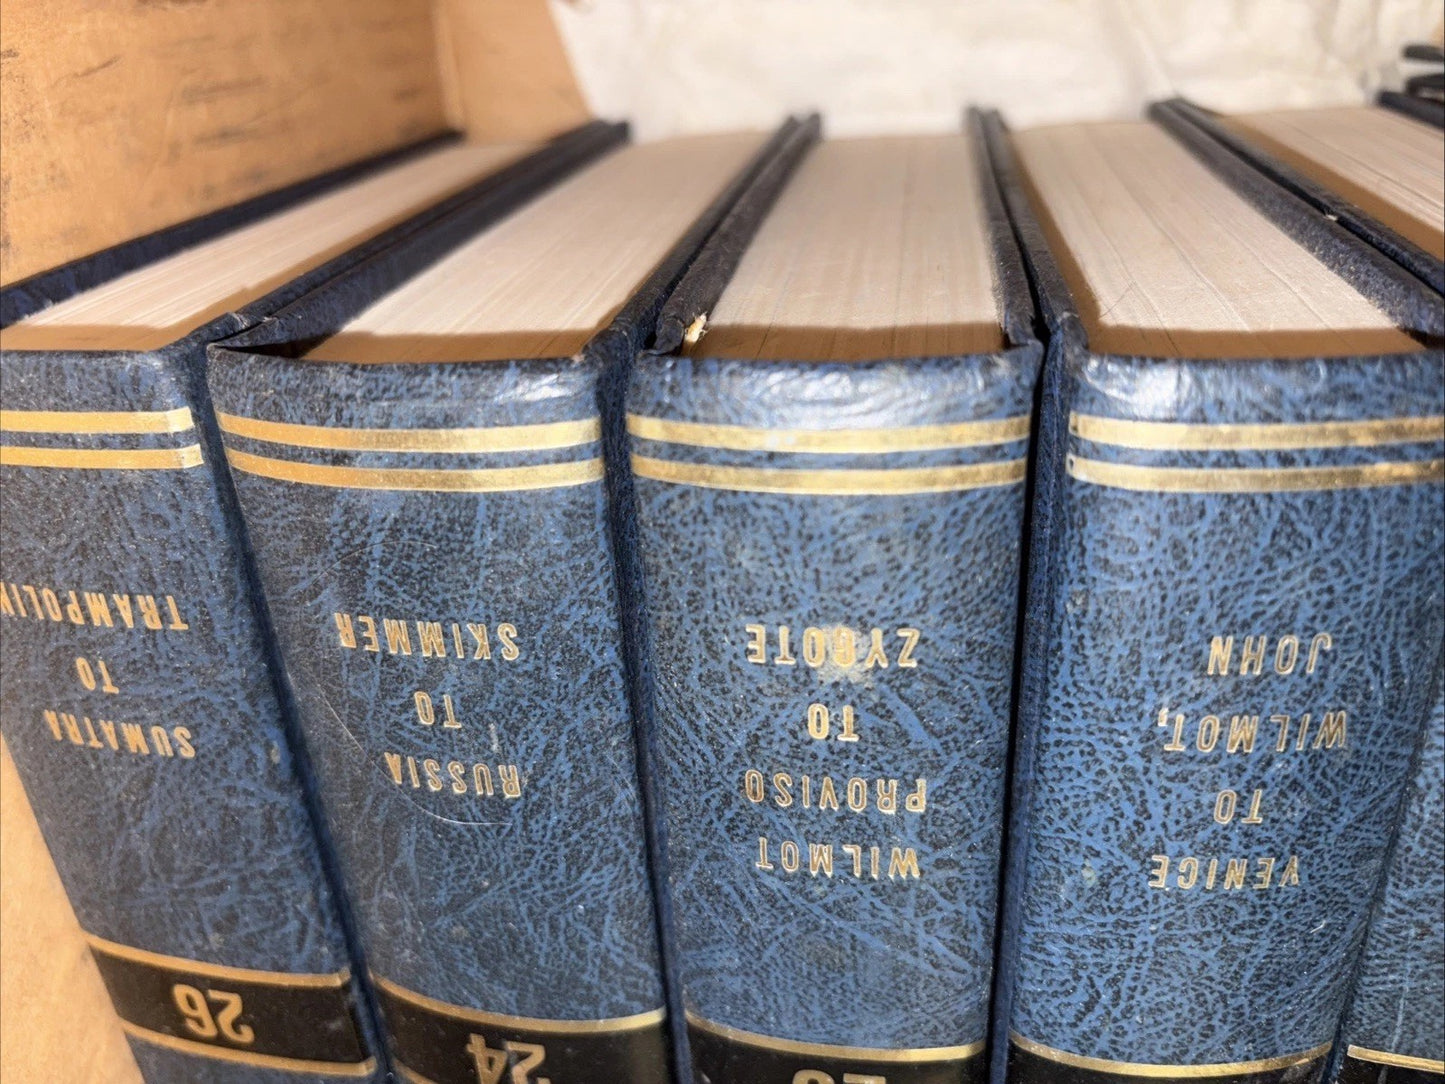 26
SUMATRA
TO
TRAMPOLIN
24
RUSSIA
TO
SKIMMER
WILMOT
PROVISO
TO
ZYGOTE
VENICE
TO
WILMOT,
JOHN